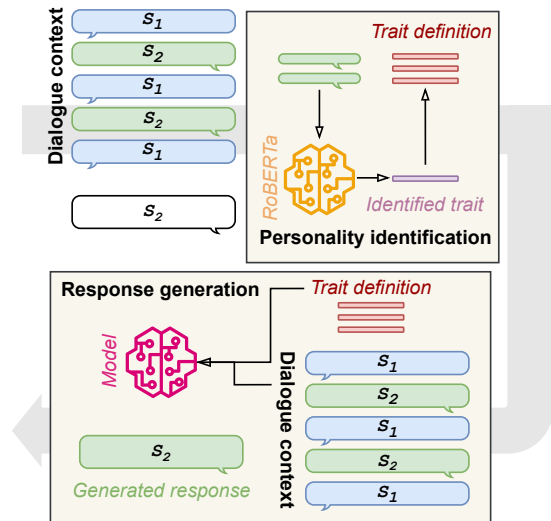 Dialogue context
S1
S2
S1
S2
S1
S2
Trait definition
RoBERTa
Identified trait
Personality identification
Response generation
Trait definition
Model
Dialogue context
S1
S2
S1
S2
S1
S2
Generated response